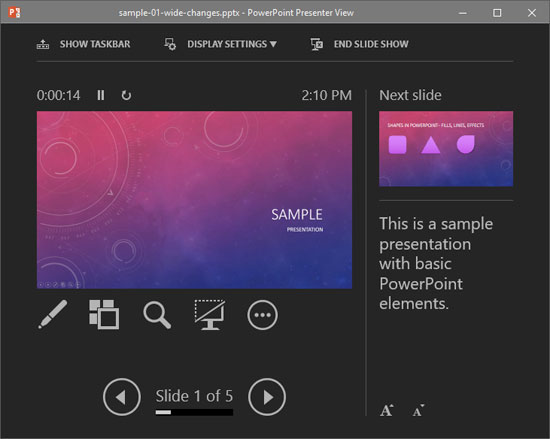 sample-01-wide-changes.pptx - PowerPoint Presenter View
SHOW TASKBAR
DISPLAY SETTINGS ▼
END SLIDE SHOW
0:00:14
2:10 PM
SAMPLE
PRESENTATION
Slide 1 of 5
Next slide
SHAPES IN POWERPOINT- FILLS, LINES, EFFECTS
This is a sample
presentation
with basic
PowerPoint
elements.
A A